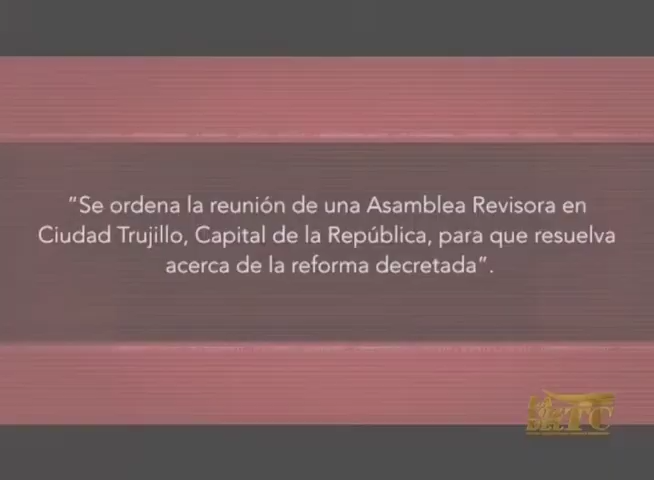 "Se ordena la reunión de una Asamblea Revisora en
Ciudad Trujillo, Capital de la República, para que resuelva
acerca de la reforma decretada".
TC